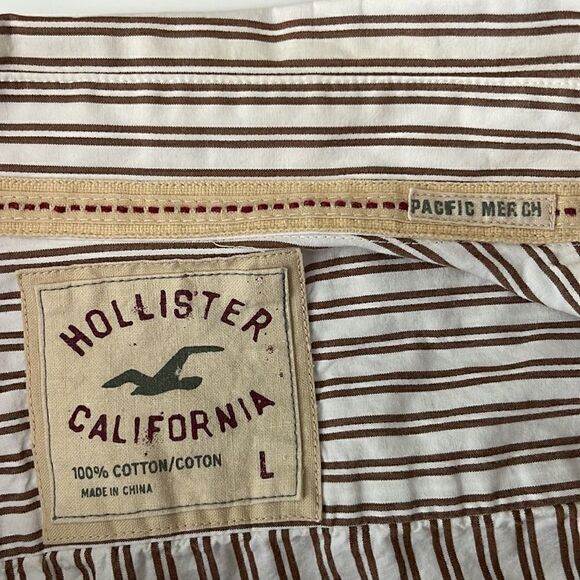 PACIFIC MERCH
HOLLISTER
CALIFORNIA
100% COTTON/COTON
L
MADE IN CHINA